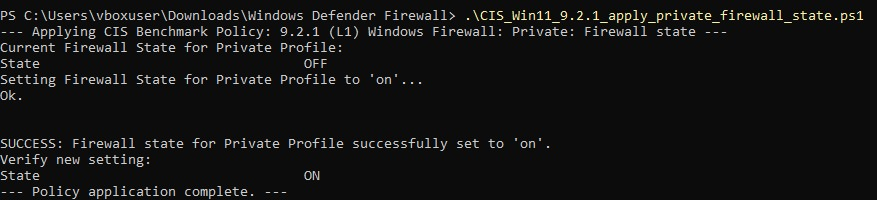 PS C:\Users\vboxuser\Downloads\Windows Defender Firewall> .\CIS_Win11_9.2.1_apply_private_firewall_state.ps1
--- Applying CIS Benchmark Policy: 9.2.1 (L1) Windows Firewall: Private: Firewall state ---
Current Firewall State for Private Profile:
State                                 OFF
Setting Firewall State for Private Profile to 'on'...
Ok.
SUCCESS: Firewall state for Private Profile successfully set to 'on'.
Verify new setting:
State                                 ON
--- Policy application complete. ---